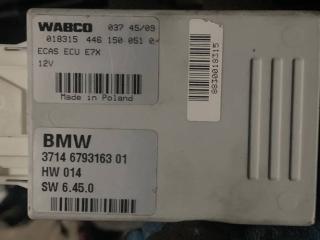 WABCO 037 45/09
018315 446 150 051 0
ECAS ECU E7X
12V
Made in Poland
8830018315
BMW
3714 6793163 01
HW 014
SW 6.45.0